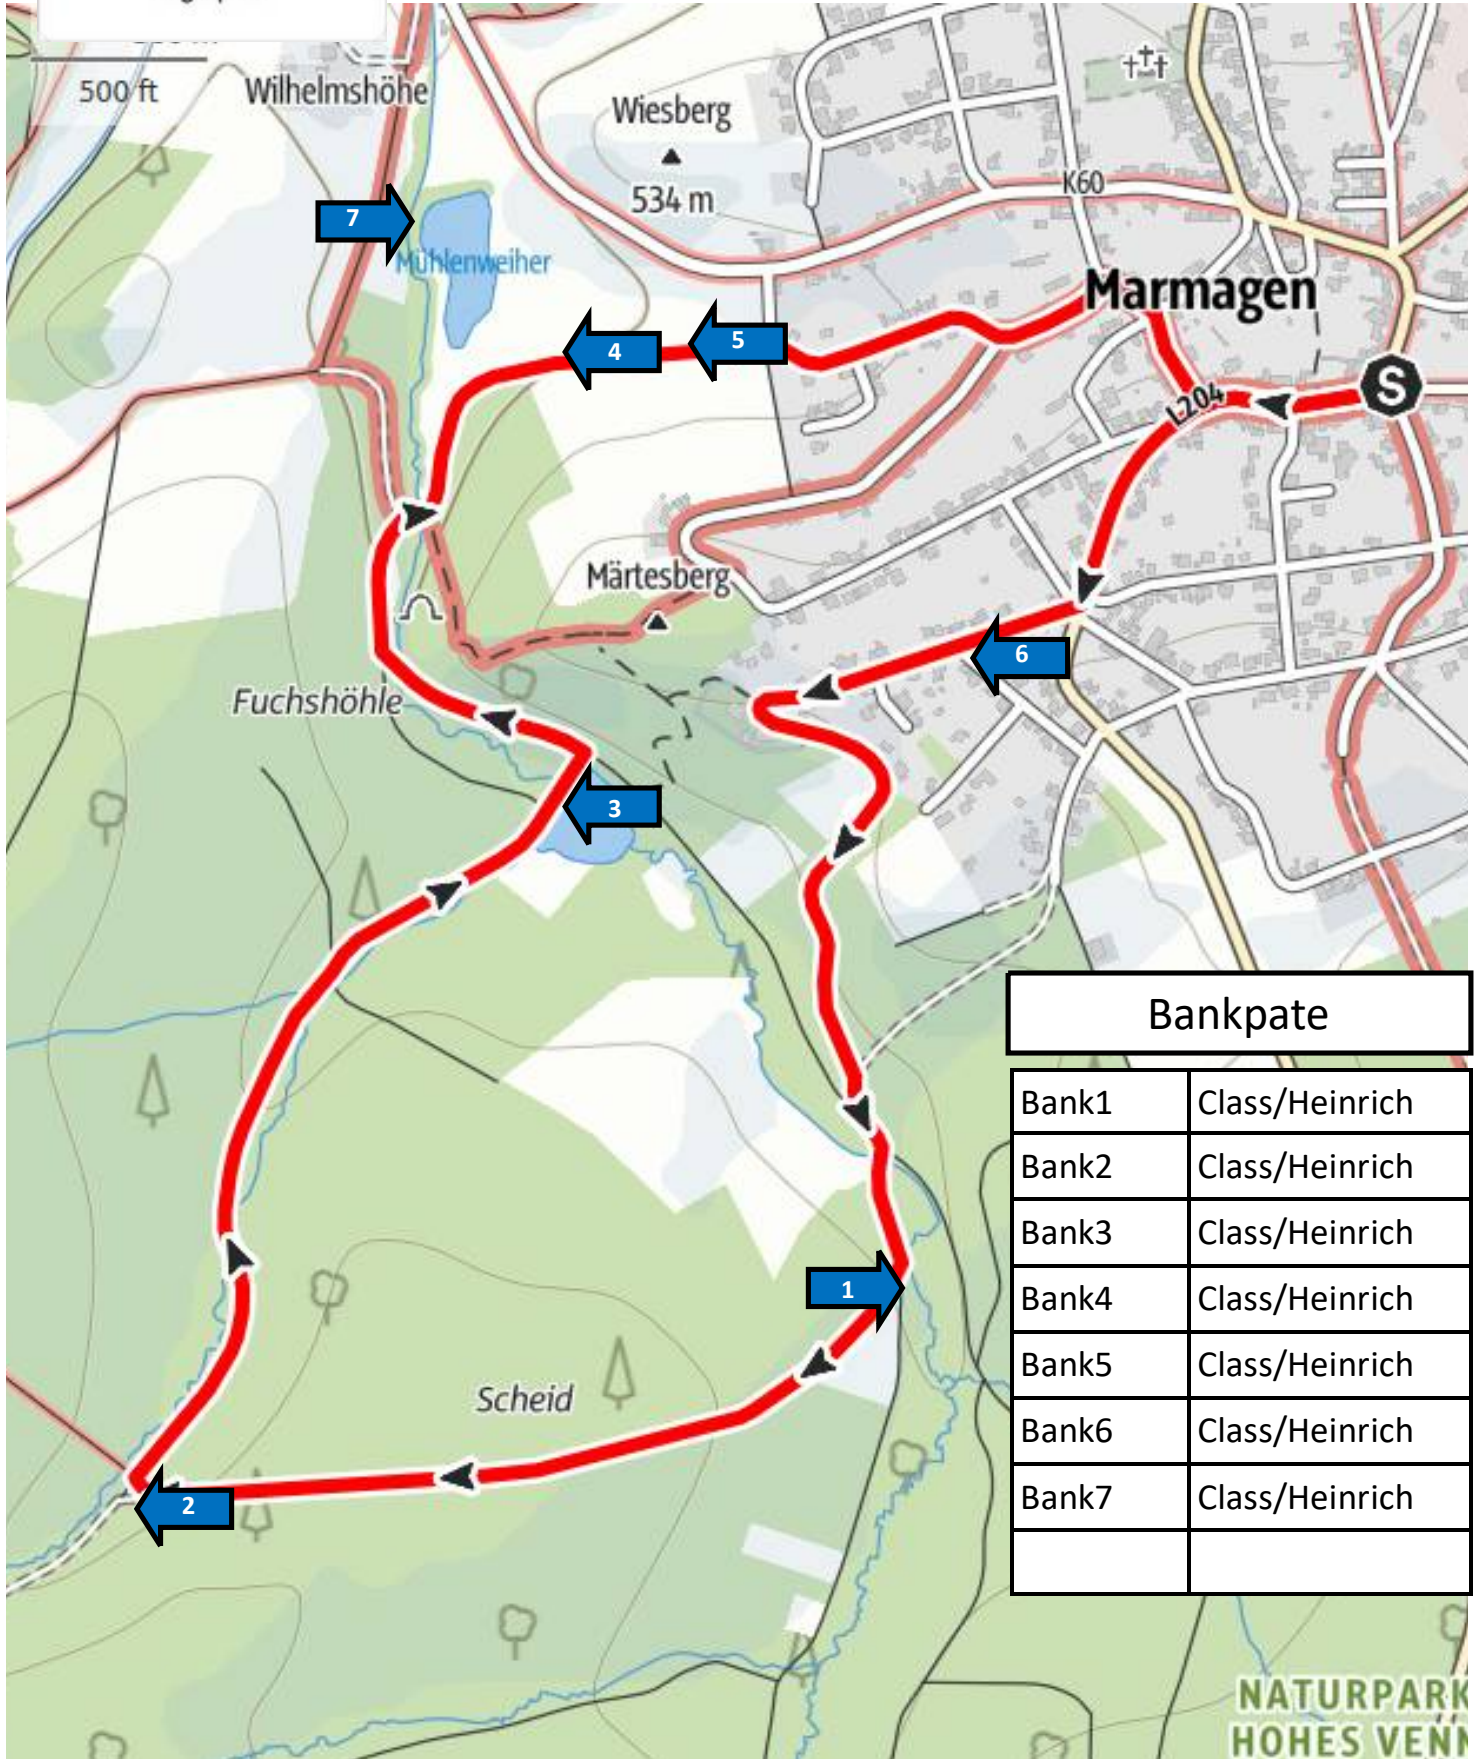 500 ft
Wilhelmshöhe
Wiesberg
534 m
K60
7
Mühlenweiher
Marmagen
5
4
S
L204
Märtesberg
6
Fuchshöhle
3
Bankpate
Bank1 Class/Heinrich
Bank2 Class/Heinrich
Bank3 Class/Heinrich
Bank4 Class/Heinrich
Bank5 Class/Heinrich
Bank6 Class/Heinrich
Bank7 Class/Heinrich
1
Scheid
2
NATURPARK
HOHES VENN